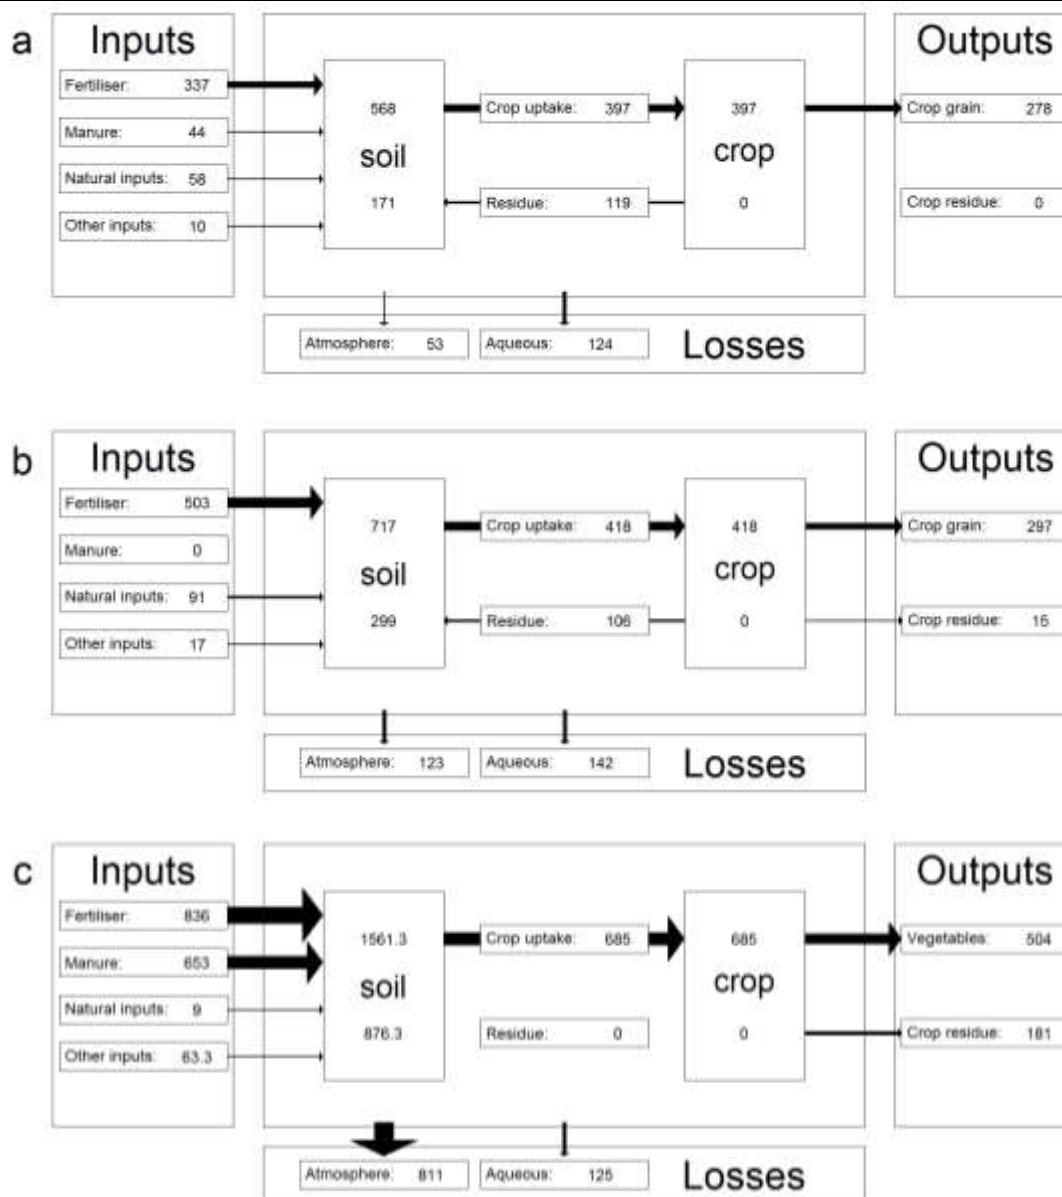 a
Inputs
Fertiliser: 337
Manure: 44
Natural inputs: 58
Other inputs: 10
568
soil
171
Crop uptake: 397
Residue: 119
397
crop
0
Outputs
Crop grain: 278
Crop residue: 0
Atmosphere: 53
Aqueous: 124
Losses
b
Inputs
Fertiliser: 503
Manure: 0
Natural inputs: 91
Other inputs: 17
717
soil
299
Crop uptake: 418
Residue: 106
418
crop
0
Outputs
Crop grain: 297
Crop residue: 15
Atmosphere: 123
Aqueous: 142
Losses
c
Inputs
Fertiliser: 836
Manure: 653
Natural inputs: 9
Other inputs: 63.3
1561.3
soil
876.3
Crop uptake: 685
Residue: 0
685
crop
0
Outputs
Vegetables: 504
Crop residue: 181
Atmosphere: 811
Aqueous: 125
Losses